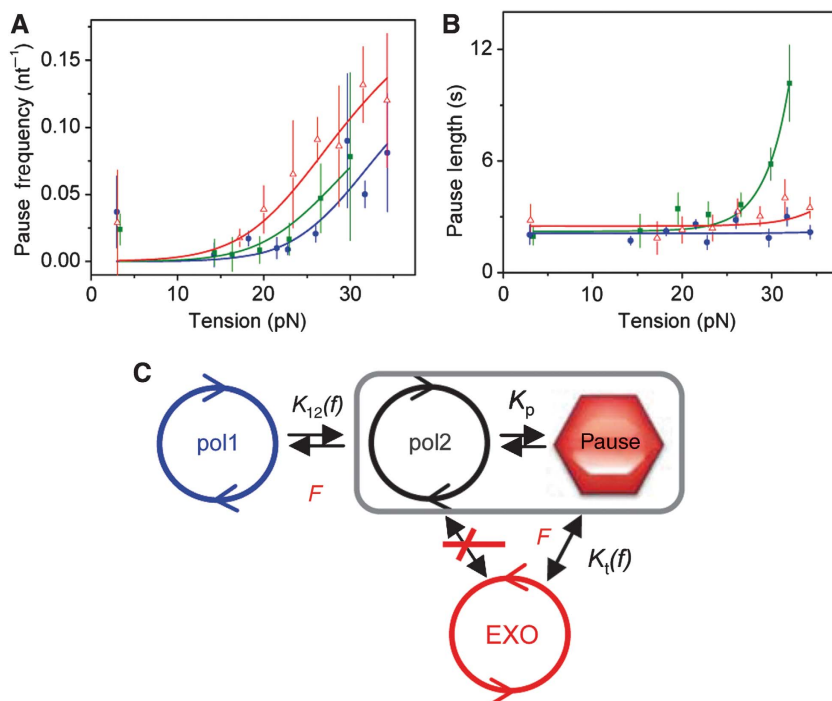 A
Pause frequency (nt⁻¹)
0.15
0.10
0.05
0.00
0 10 20 30
Tension (pN)
B
Pause length (s)
12
6
0
0 10 20 30
Tension (pN)
C
pol1
K₁₂(f)
F
pol2
Kₚ
Pause
F
Kₜ(f)
EXO